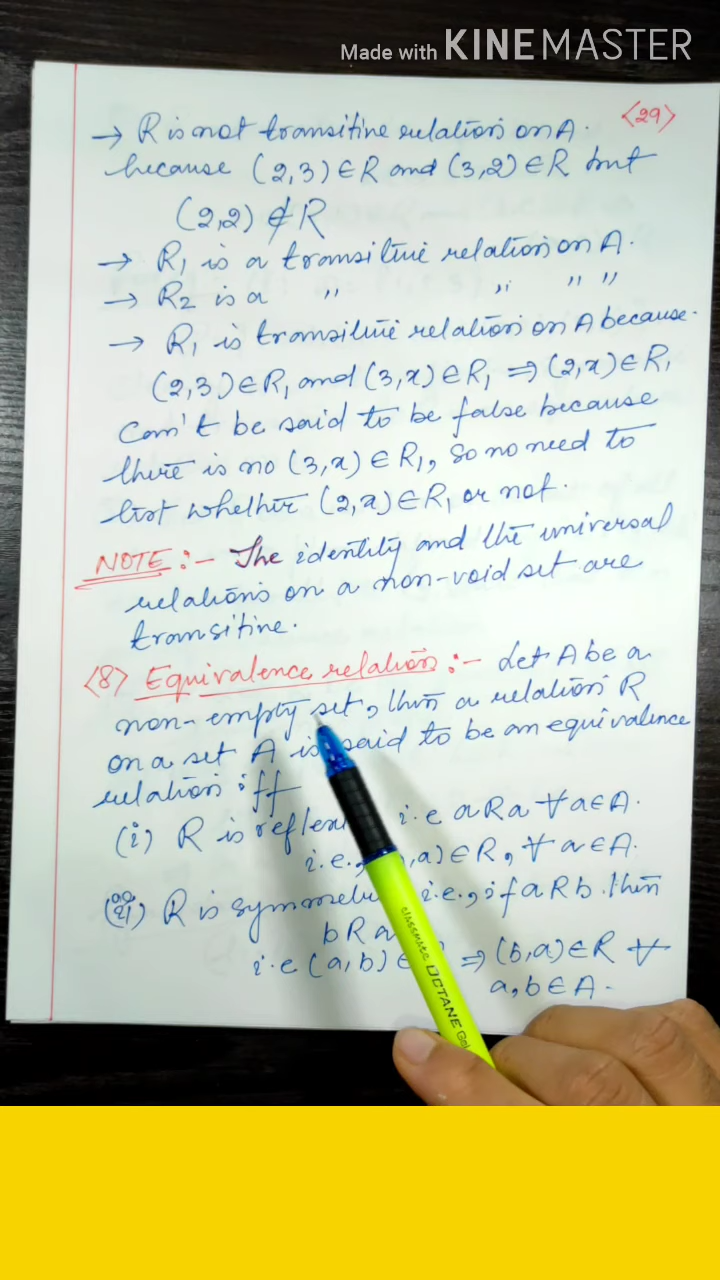 Made with KINEMASTER
<29>
→ R is not transitive relation on A.
because (2,3) ∈ R and (3,2) ∈ R but
(2,2) ∉ R
→ R₁ is a transitive relation on A.
→ R₂ is a " " " "
→ R₁ is transitive relation on A because.
(2,3) ∈ R₁ and (3,x) ∈ R₁ ⇒ (2,x) ∈ R₁
Can't be said to be false because
there is no (3,x) ∈ R₁, so no need to
test whether (2,x) ∈ R₁ or not.
NOTE :- The identity and the universal
relations on a non-void set are
transitive.
<8> Equivalence relation :- Let A be a
non-empty set, then a relation R
on a set A is said to be an equivalence
relation iff
(i) R is i.e aRa ∀ a∈A.
i.e., ,a) ∈ R, ∀ a∈A.
(ii) R is i.e., if aRb then
bRa
i.e (a,b) ∈ ⇒ (b,a) ∈ R ∀
a,b ∈ A.
classmate OCTANE Gel